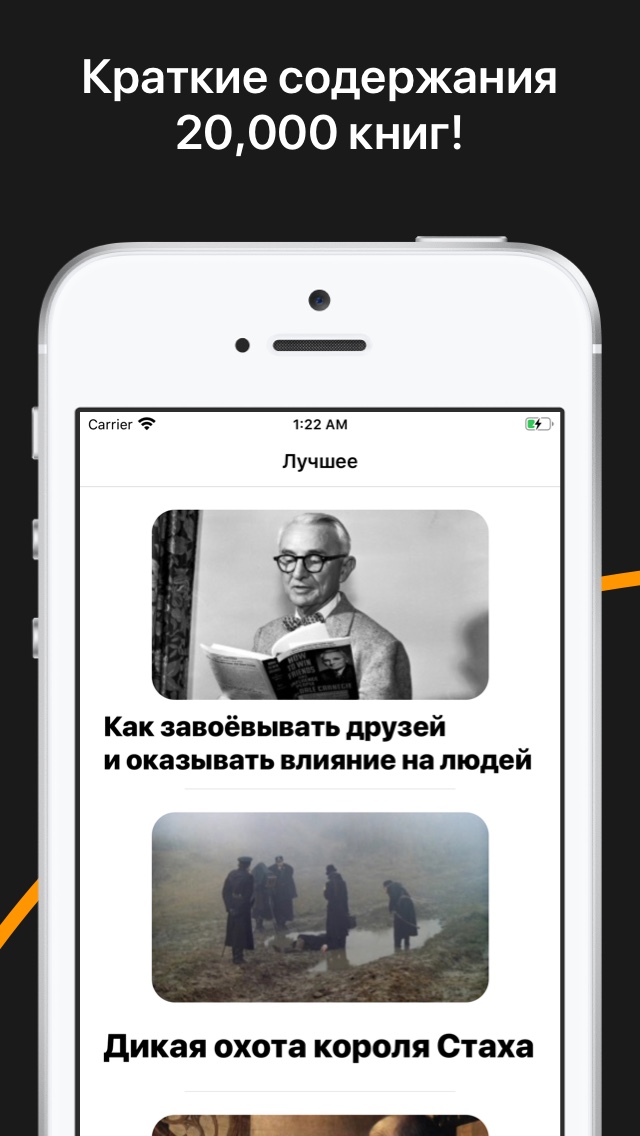 Краткие содержания
20,000 книг!
Carrier
1:22 AM
Лучшее
HOW
TO WIN
FRIENDS
DALE CARNEGIE
Как завоёвывать друзей
и оказывать влияние на людей
Дикая охота короля Стаха